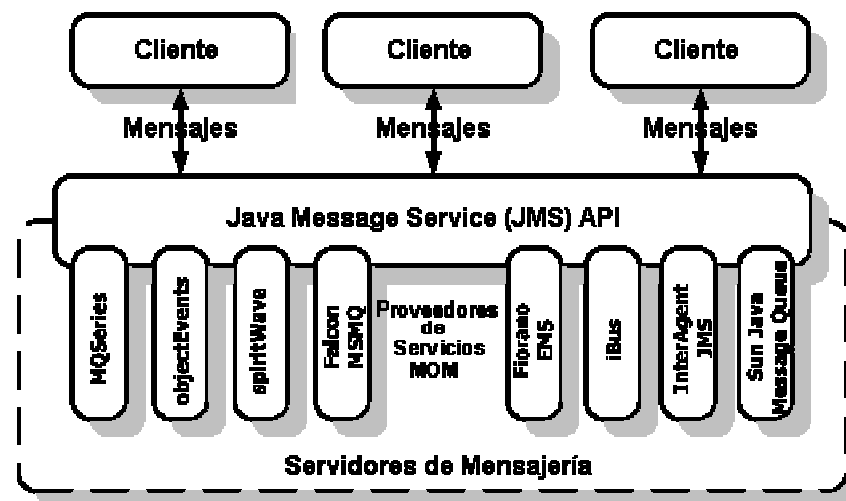 Cliente
Cliente
Cliente
Mensajes
Mensajes
Mensajes
Java Message Service (JMS) API
MQSeries
objectEvents
spiritWave
Falcon
MSMQ
Proveedores
de
Servicios
MOM
Fiorano
EMS
iBus
InterAgent
JMS
Sun Java
Message Queue
Servidores de Mensajería